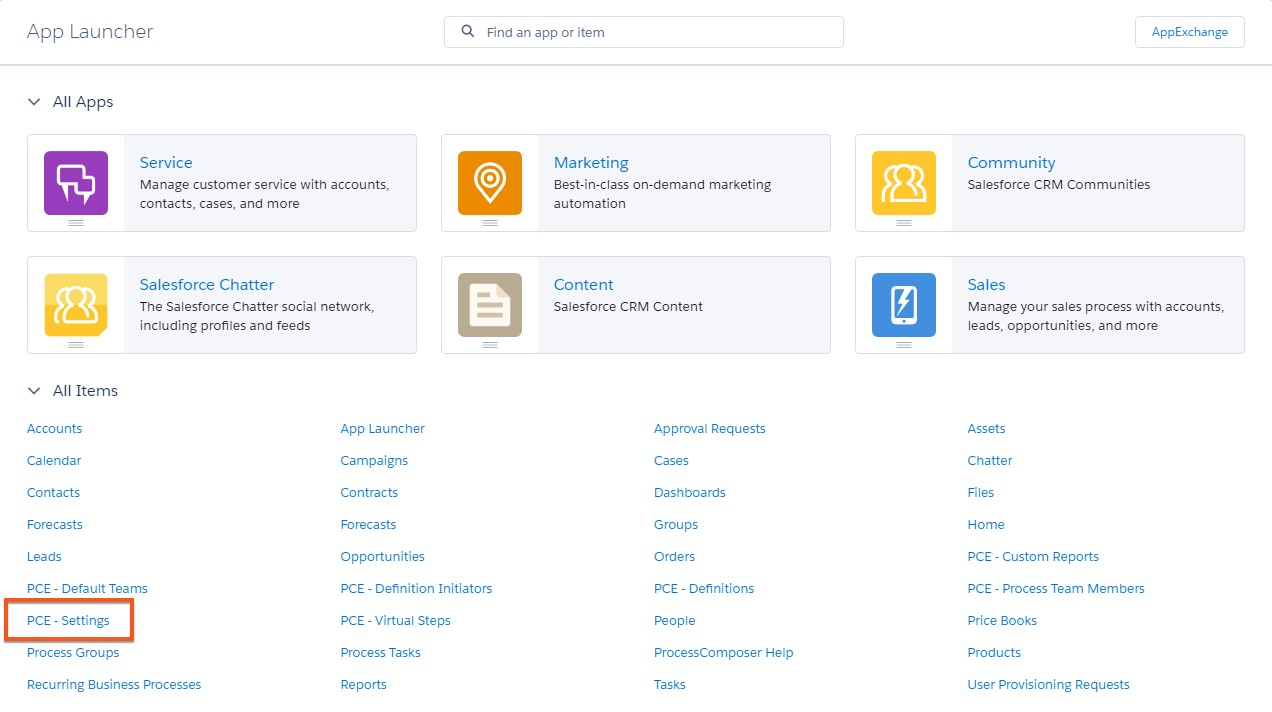 App Launcher
Find an app or item
AppExchange
All Apps
Service
Manage customer service with accounts,
contacts, cases, and more
Marketing
Best-in-class on-demand marketing
automation
Community
Salesforce CRM Communities
Salesforce Chatter
The Salesforce Chatter social network,
including profiles and feeds
Content
Salesforce CRM Content
Sales
Manage your sales process with accounts,
leads, opportunities, and more
All Items
Accounts App Launcher Approval Requests Assets
Calendar Campaigns Cases Chatter
Contacts Contracts Dashboards Files
Forecasts Forecasts Groups Home
Leads Opportunities Orders PCE - Custom Reports
PCE - Default Teams PCE - Definition Initiators PCE - Definitions PCE - Process Team Members
PCE - Settings PCE - Virtual Steps People Price Books
Process Groups Process Tasks ProcessComposer Help Products
Recurring Business Processes Reports Tasks User Provisioning Requests